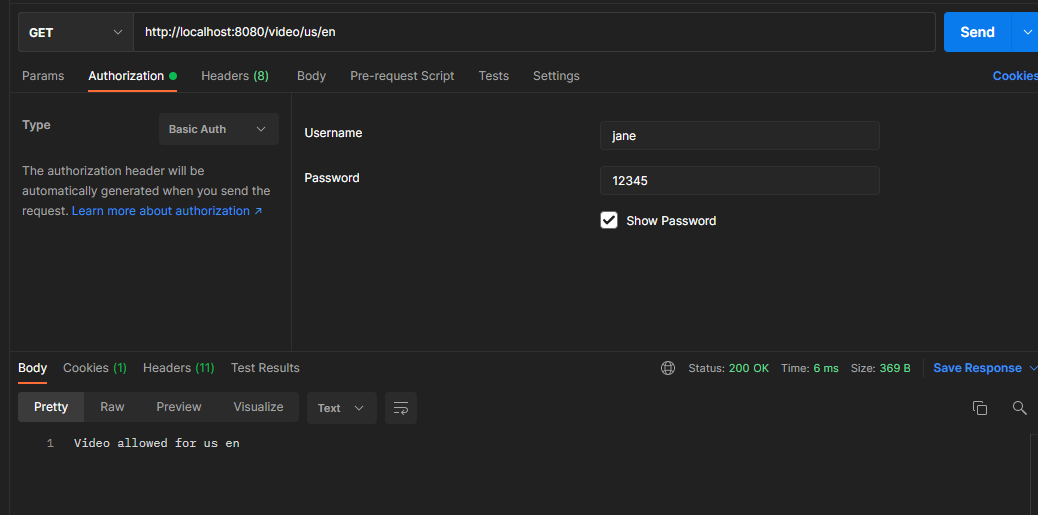 GET http://localhost:8080/video/us/en Send
Params Authorization Headers (8) Body Pre-request Script Tests Settings Cookies
Type Basic Auth
The authorization header will be
automatically generated when you send the
request. Learn more about authorization ↗
Username jane
Password 12345
Show Password
Body Cookies (1) Headers (11) Test Results Status: 200 OK Time: 6 ms Size: 369 B Save Response
Pretty Raw Preview Visualize Text
1 Video allowed for us en